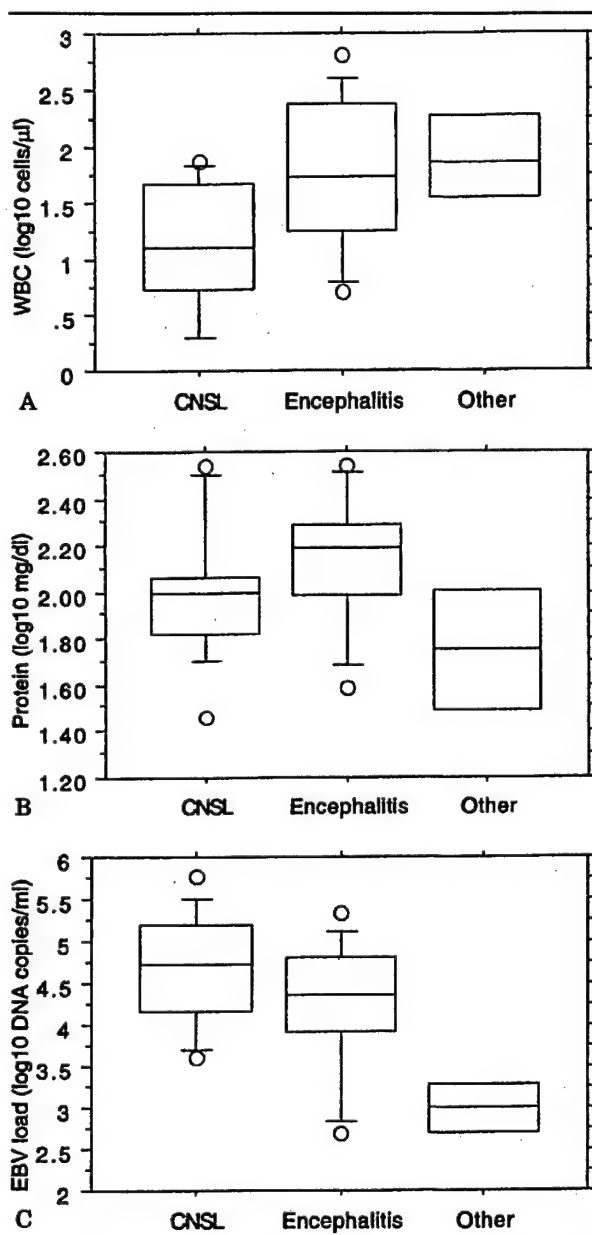 WBC (log10 cells/µl)
3
2.5
2
1.5
1
.5
0
A
CNSL Encephalitis Other
Protein (log10 mg/dl)
2.60
2.40
2.20
2.00
1.80
1.60
1.40
1.20
B
CNSL Encephalitis Other
EBV load (log10 DNA copies/ml)
6
5.5
5
4.5
4
3.5
3
2.5
2
C
CNSL Encephalitis Other